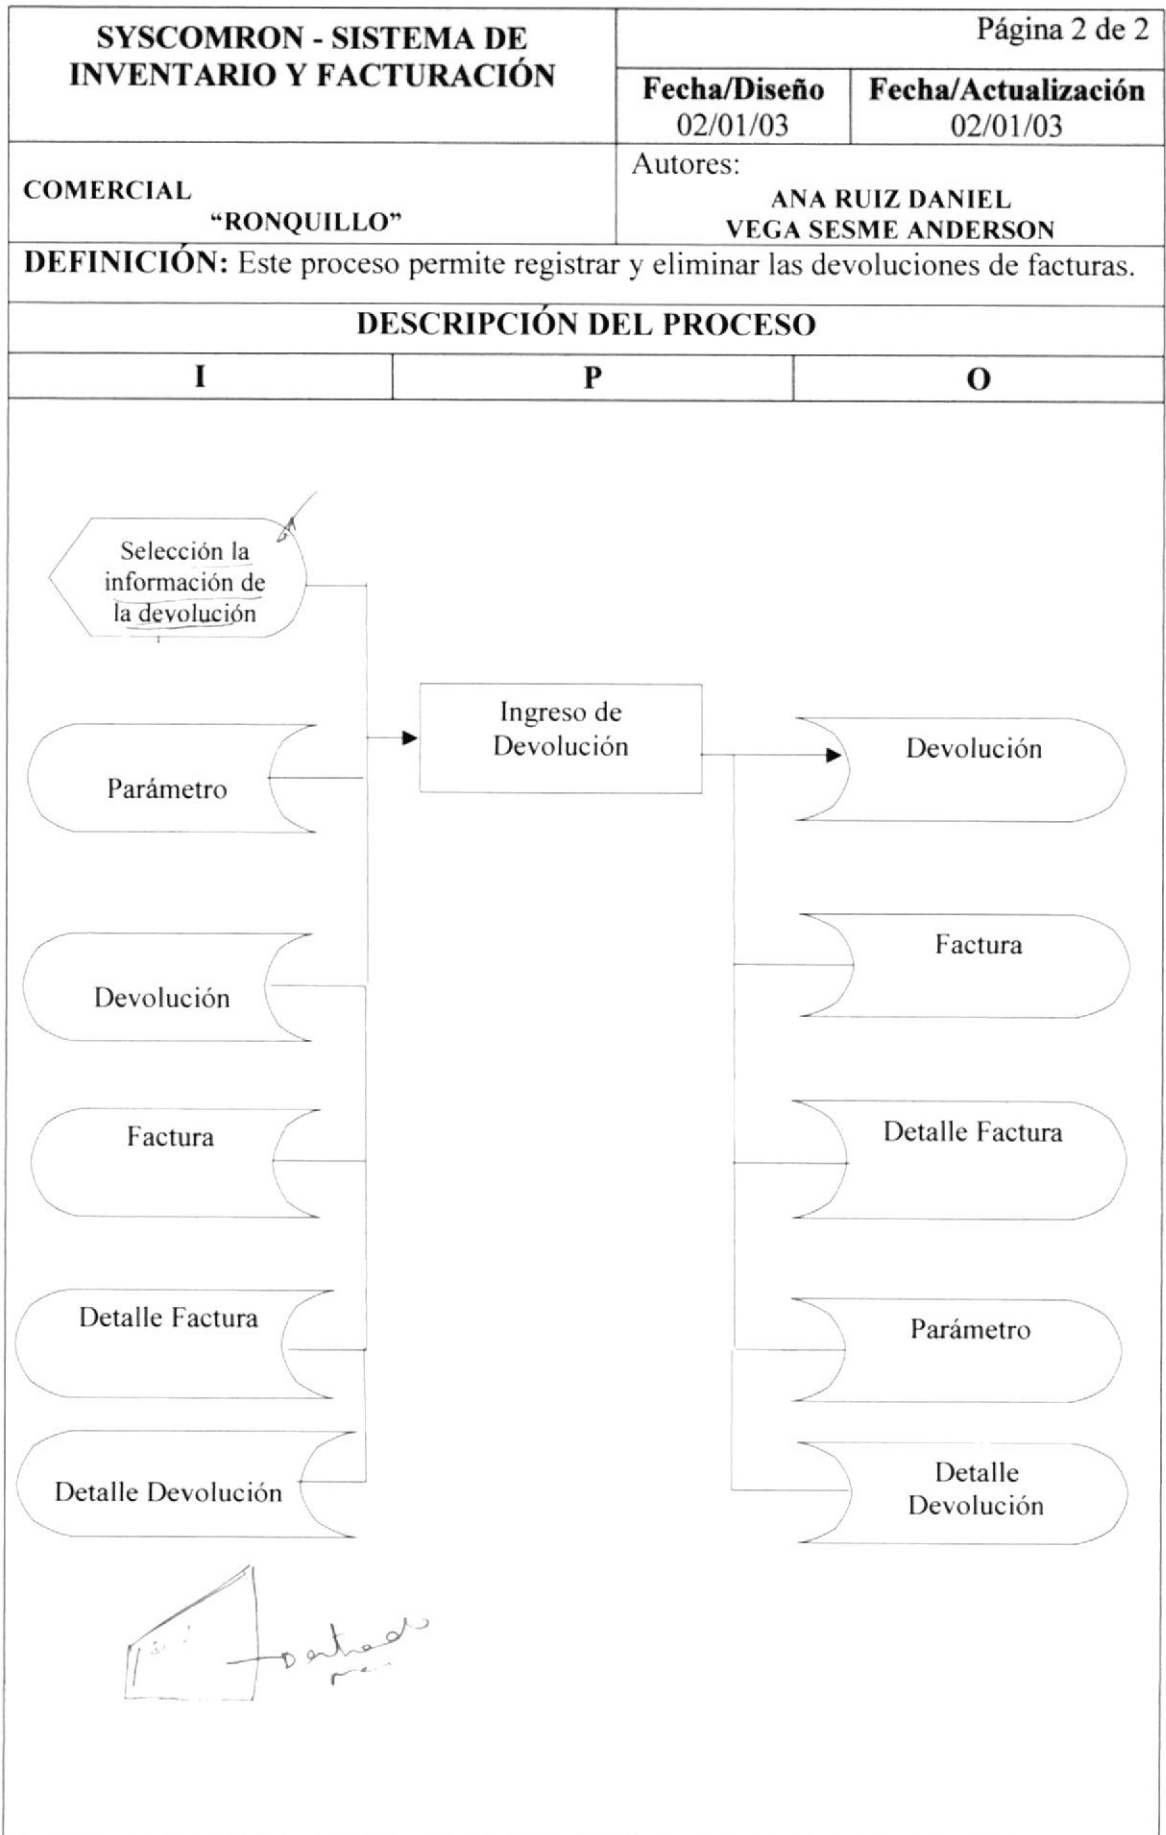 SYSCOMRON - SISTEMA DE
INVENTARIO Y FACTURACIÓN
Página 2 de 2
Fecha/Diseño
02/01/03
Fecha/Actualización
02/01/03
COMERCIAL
“RONQUILLO”
Autores:
ANA RUIZ DANIEL
VEGA SESME ANDERSON
DEFINICIÓN: Este proceso permite registrar y eliminar las devoluciones de facturas.
DESCRIPCIÓN DEL PROCESO
I
P
O
Selección la
información de
la devolución
Parámetro
Devolución
Factura
Detalle Factura
Detalle Devolución
Ingreso de
Devolución
Devolución
Factura
Detalle Factura
Parámetro
Detalle
Devolución